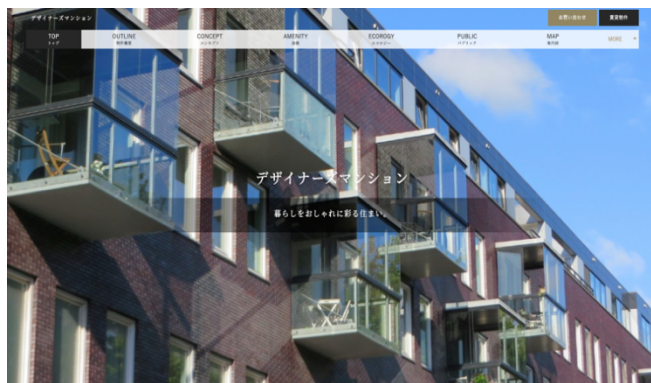 デザイナーズマンション
お問い合わせ
賃貸物件
TOP
トップ
OUTLINE
物件概要
CONCEPT
コンセプト
AMENITY
設備
ECOROGY
エコロジー
PUBLIC
パブリック
MAP
案内図
MORE
デザイナーズマンション
暮らしをおしゃれに彩る住まい。